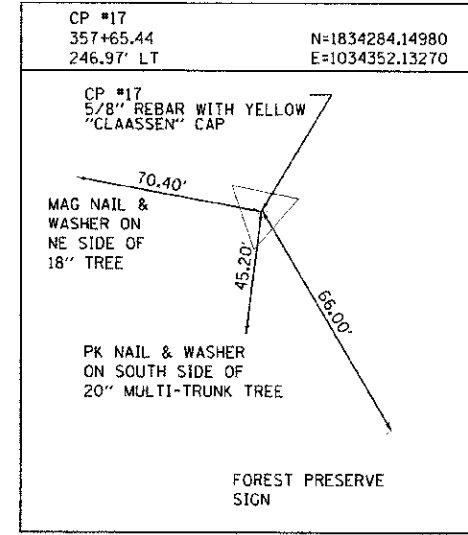 CP #17
357+65.44 N=1834284.14980
246.97' LT E=1034352.13270
CP #17
5/8" REBAR WITH YELLOW
"CLAASSEN" CAP
70.40'
MAG NAIL &
WASHER ON
NE SIDE OF
18" TREE
45.20'
66.00'
PK NAIL & WASHER
ON SOUTH SIDE OF
20" MULTI-TRUNK TREE
FOREST PRESERVE
SIGN